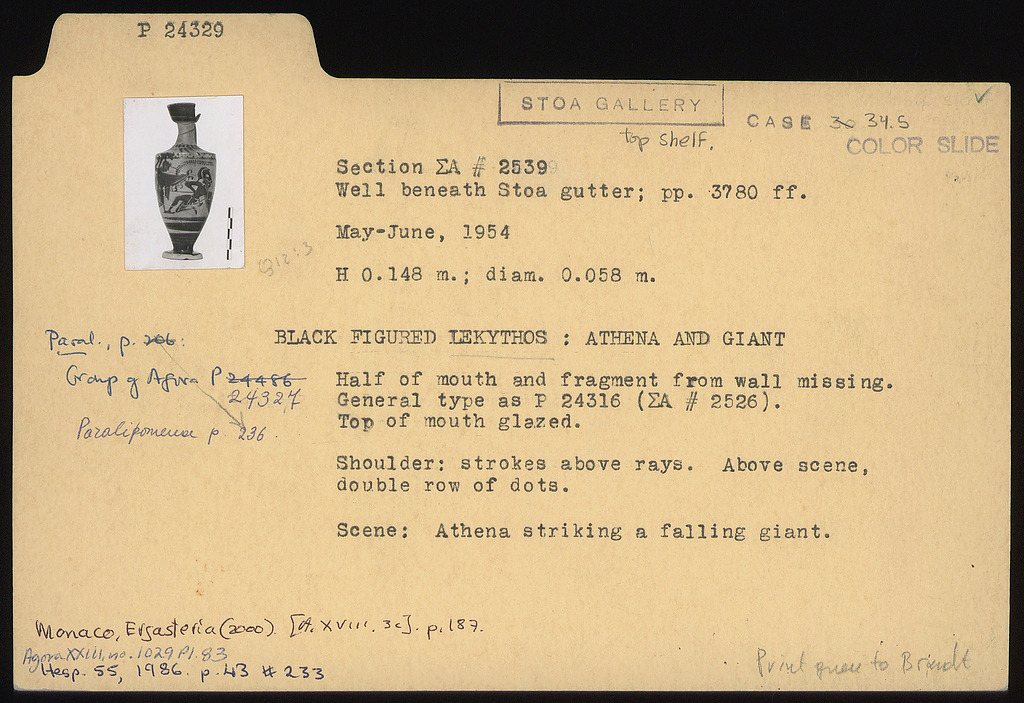 P 24329
STOA GALLERY
top shelf.
CASE 30 34.5
COLOR SLIDE
Section ΣA # 2539
Well beneath Stoa gutter; pp. 3780 ff.
May-June, 1954
H 0.148 m.; diam. 0.058 m.
Paral., p. 206:
BLACK FIGURED LEKYTHOS : ATHENA AND GIANT
Group of Agora P 24486
24327
Paralipomena p. 236.
Half of mouth and fragment from wall missing.
General type as P 24316 (ΣA # 2526).
Top of mouth glazed.
Shoulder: strokes above rays. Above scene,
double row of dots.
Scene: Athena striking a falling giant.
Monaco, Ergasteria (2000). [A. XVIII. 3c]. p. 187.
Agora XXIII, no. 1029 Pl. 83
Hesp. 55, 1986. p. 43 # 233
Print to